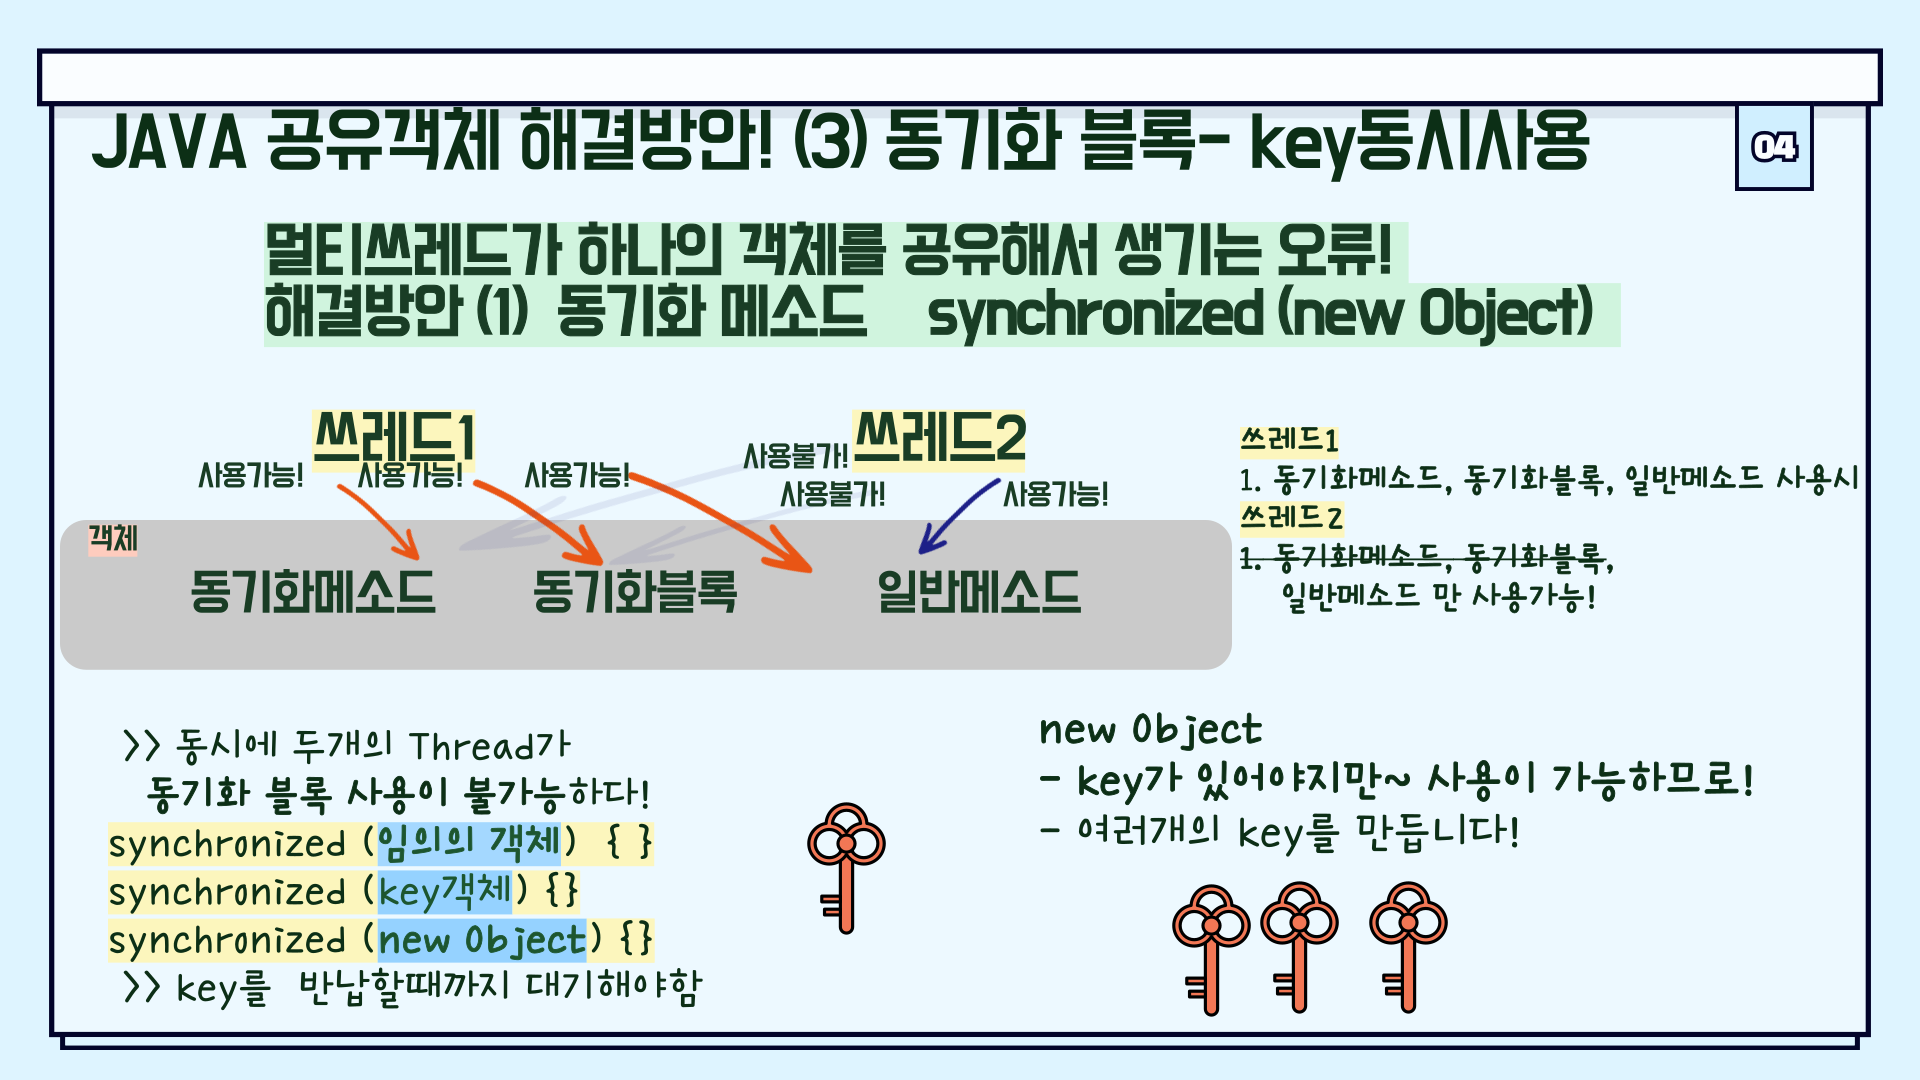 JAVA 공유객체 해결방안! (3) 동기화 블록- key동시사용
04
멀티쓰레드가 하나의 객체를 공유해서 생기는 오류!
해결방안 (1) 동기화 메소드 synchronized (new Object)
쓰레드1
쓰레드2
사용가능!
사용가능!
사용가능!
사용불가!
사용불가!
사용가능!
객체
동기화메소드
동기화블록
일반메소드
쓰레드1
1. 동기화메소드, 동기화블록, 일반메소드 사용시
쓰레드2
1. 동기화메소드, 동기화블록,
일반메소드 만 사용가능!
>> 동시에 두개의 Thread가
동기화 블록 사용이 불가능하다!
synchronized (임의의 객체) { }
synchronized (key객체) {}
synchronized (new Object) {}
>> key를 반납할때까지 대기해야함
new Object
- key가 있어야지만~ 사용이 가능하므로!
- 여러개의 key를 만듭니다!